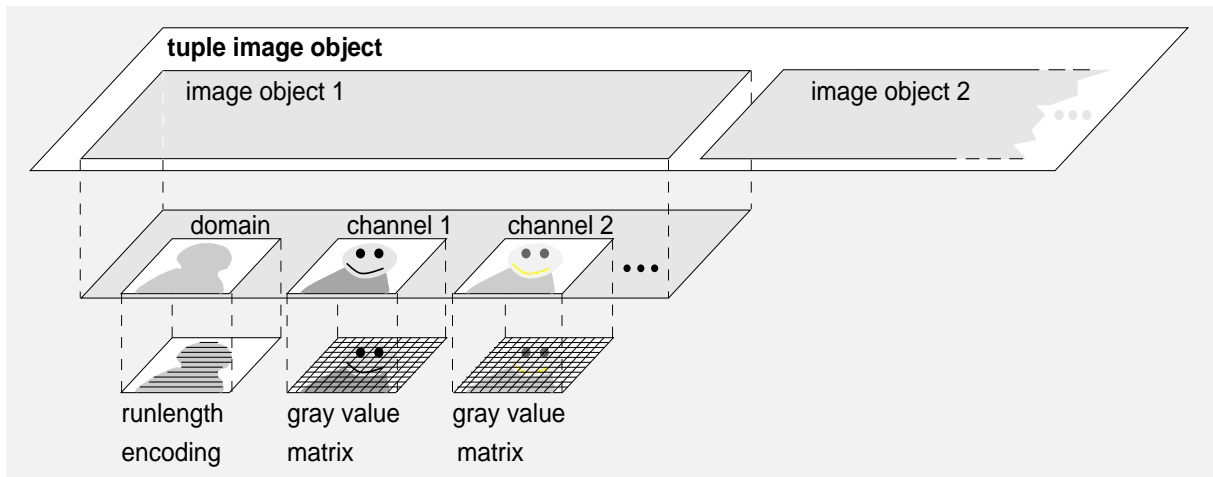 tuple image object
image object 1
image object 2
domain
channel 1
channel 2
runlength
encoding
gray value
matrix
gray value
matrix